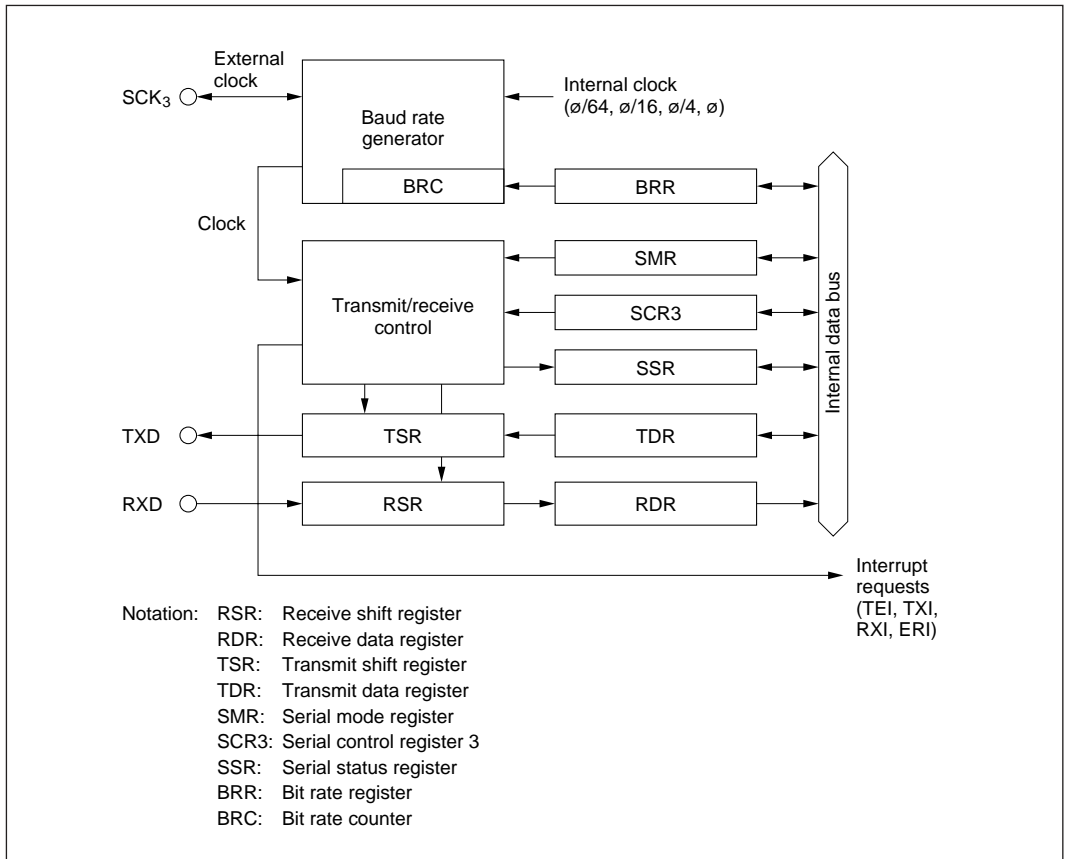 External
clock
SCK3
Internal clock
(ø/64, ø/16, ø/4, ø)
Baud rate
generator
BRC
BRR
Clock
SMR
Transmit/receive
control
SCR3
SSR
Internal data bus
TXD
TSR
TDR
RXD
RSR
RDR
Interrupt
requests
(TEI, TXI,
RXI, ERI)
Notation: RSR: Receive shift register
RDR: Receive data register
TSR: Transmit shift register
TDR: Transmit data register
SMR: Serial mode register
SCR3: Serial control register 3
SSR: Serial status register
BRR: Bit rate register
BRC: Bit rate counter